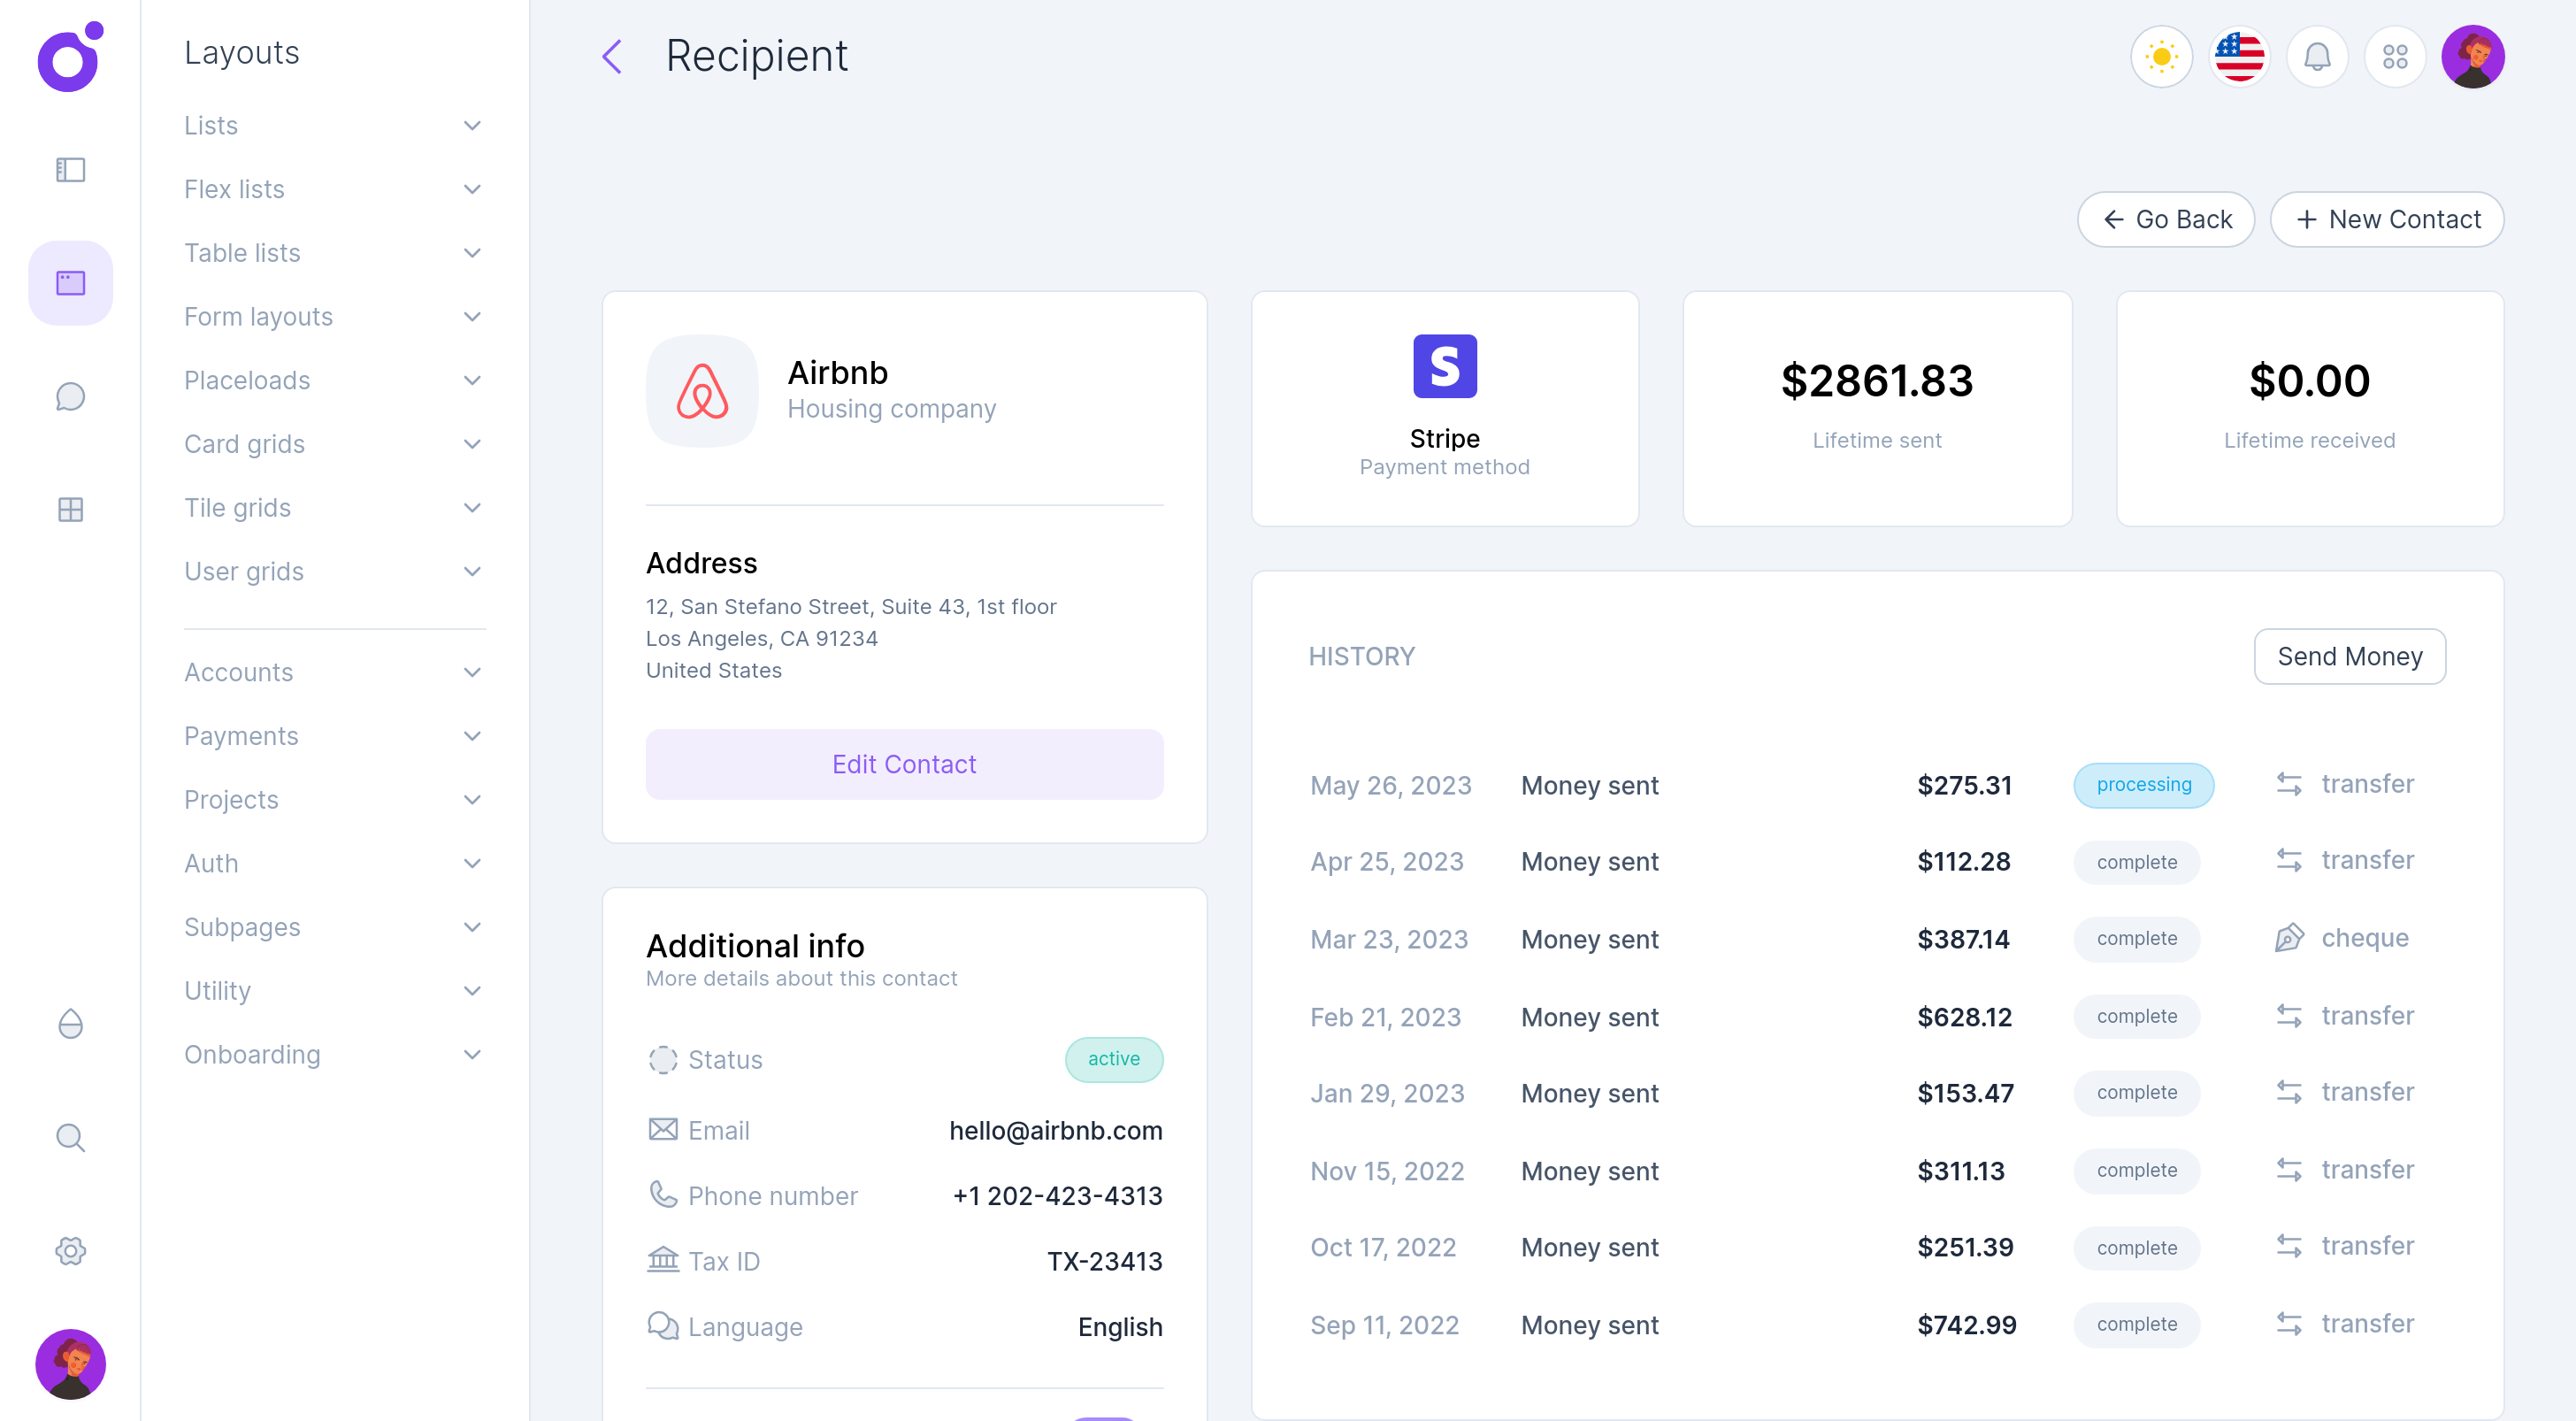 Layouts
Lists
Flex lists
Table lists
Form layouts
Placeloads
Card grids
Tile grids
User grids
Accounts
Payments
Projects
Auth
Subpages
Utility
Onboarding
Recipient
Go Back
New Contact
Airbnb
Housing company
Address
12, San Stefano Street, Suite 43, 1st floor
Los Angeles, CA 91234
United States
Edit Contact
Additional info
More details about this contact
Status active
Email hello@airbnb.com
Phone number +1 202-423-4313
Tax ID TX-23413
Language English
S
Stripe
Payment method
$2861.83
Lifetime sent
$0.00
Lifetime received
HISTORY
Send Money
May 26, 2023 Money sent $275.31 processing transfer
Apr 25, 2023 Money sent $112.28 complete transfer
Mar 23, 2023 Money sent $387.14 complete cheque
Feb 21, 2023 Money sent $628.12 complete transfer
Jan 29, 2023 Money sent $153.47 complete transfer
Nov 15, 2022 Money sent $311.13 complete transfer
Oct 17, 2022 Money sent $251.39 complete transfer
Sep 11, 2022 Money sent $742.99 complete transfer